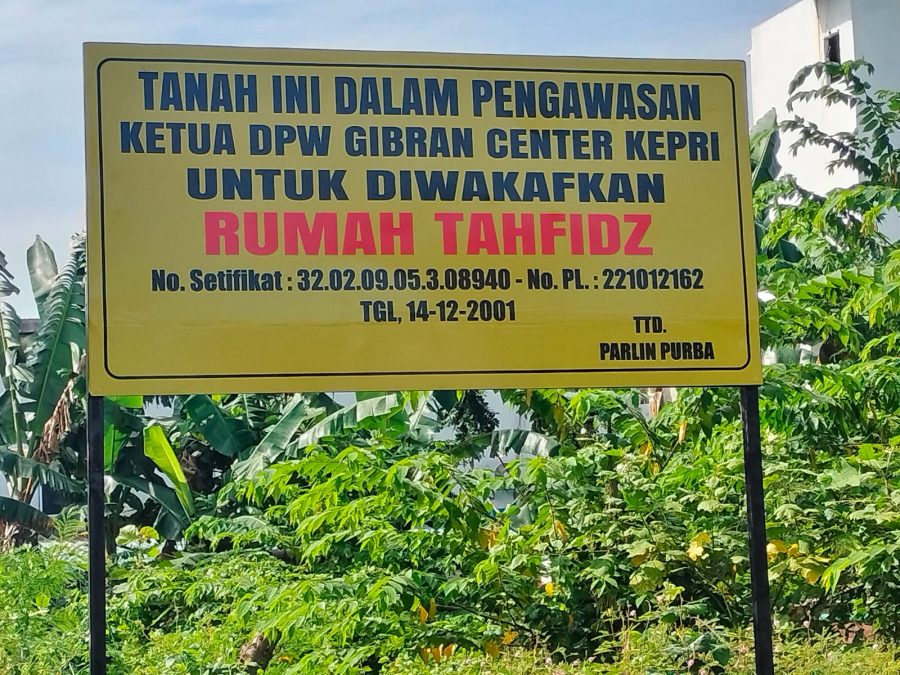 TANAH INI DALAM PENGAWASAN
KETUA DPW GIBRAN CENTER KEPRI
UNTUK DIWAKAFKAN
RUMAH TAHFIDZ
No. Setifikat : 32.02.09.05.3.08940 - No. PL. : 221012162
TGL, 14-12-2001
TTD.
PARLIN PURBA